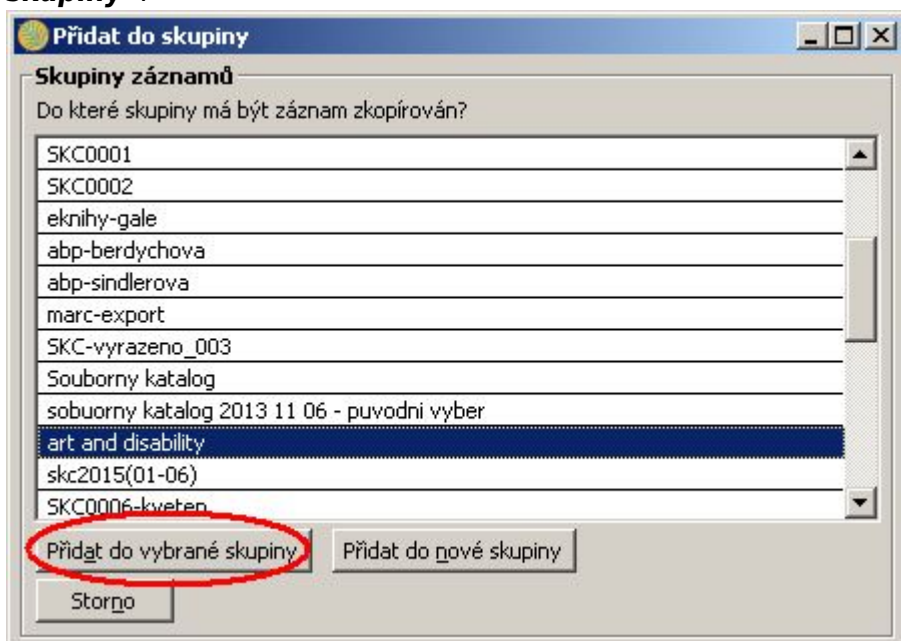 Přidat do skupiny
Skupiny záznamů
Do které skupiny má být záznam zkopírován?
SKC0001
SKC0002
eknihy-gale
abp-berdychova
abp-sindlerova
marc-export
SKC-vyrazeno_003
Souborny katalog
sobuorny katalog 2013 11 06 - puvodni vyber
art and disability
skc2015(01-06)
SKC0006-kveten
Přidat do vybrané skupiny Přidat do nové skupiny
Storno